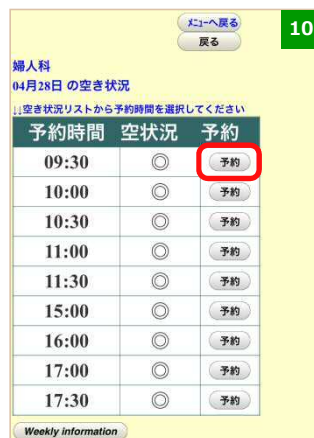 ﾒﾆｭｰへ戻る
戻る
10
婦人科
04月28日 の空き状況
↓↓空き状況リストから予約時間を選択してください
予約時間 空状況 予約
09:30 ◎ 予約
10:00 ◎ 予約
10:30 ◎ 予約
11:00 ◎ 予約
11:30 ◎ 予約
15:00 ◎ 予約
16:00 ◎ 予約
17:00 ◎ 予約
17:30 ◎ 予約
Weekly information